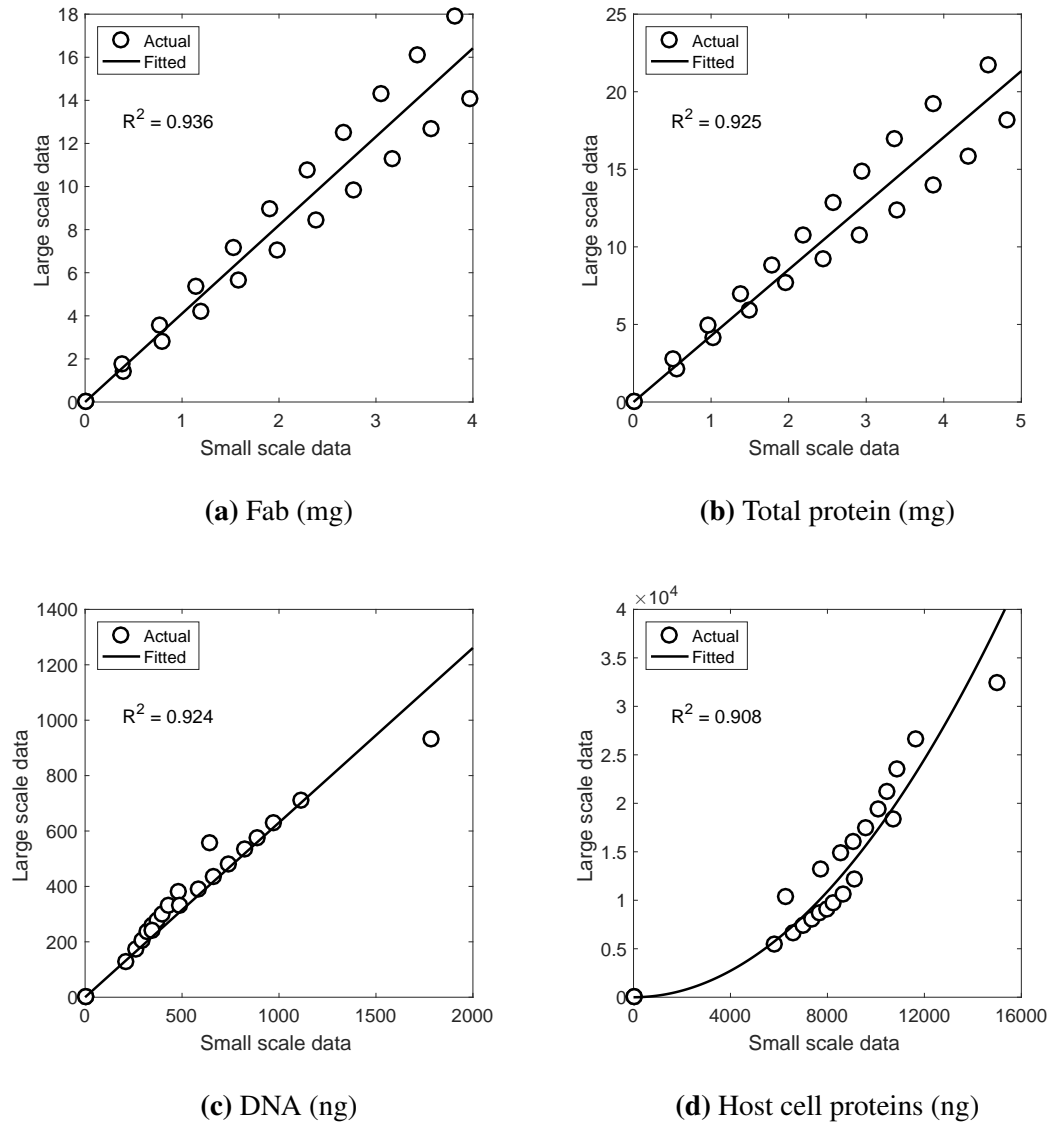 18
16
14
12
10
8
6
4
2
0
Large scale data
Actual
Fitted
R² = 0.936
0 1 2 3 4
Small scale data
(a) Fab (mg)
25
20
15
10
5
0
Large scale data
Actual
Fitted
R² = 0.925
0 1 2 3 4 5
Small scale data
(b) Total protein (mg)
1400
1200
1000
800
600
400
200
0
Large scale data
Actual
Fitted
R² = 0.924
0 500 1000 1500 2000
Small scale data
(c) DNA (ng)
×10⁴
4
3.5
3
2.5
2
1.5
1
0.5
0
Large scale data
Actual
Fitted
R² = 0.908
0 4000 8000 12000 16000
Small scale data
(d) Host cell proteins (ng)